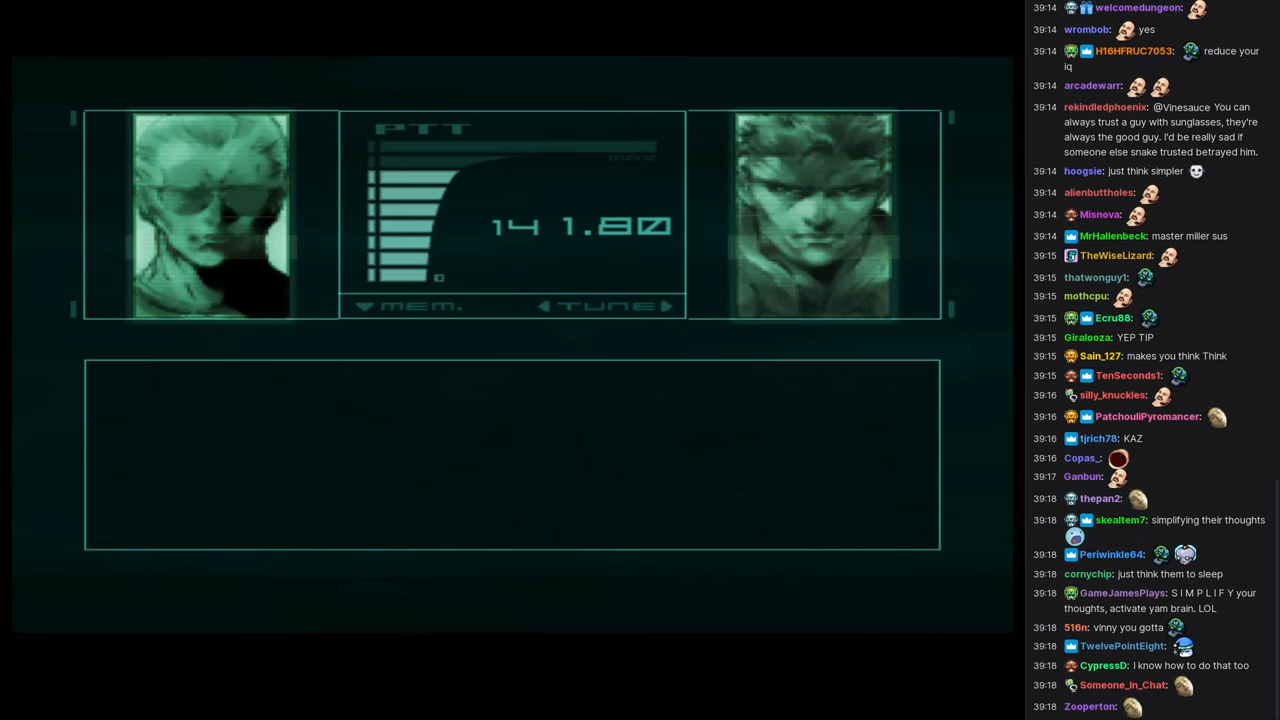 PTT
MAX
141.80
MEM.
TUNE
39:14 welcomedungeon:
39:14 wrombob: yes
39:14 H16HFRUC7053: reduce your
iq
39:14 arcadewarr:
39:14 rekindledphoenix: @Vinesauce You can
always trust a guy with sunglasses, they're
always the good guy. I'd be really sad if
someone else snake trusted betrayed him.
39:14 hoogsie: just think simpler
39:14 alienbuttholes:
39:14 Misnova:
39:14 MrHallenbeck: master miller sus
39:15 TheWiseLizard:
39:15 thatwonguy1:
39:15 mothcpu:
39:15 Ecru88:
39:15 Giralooza: YEP TIP
39:15 Sain_127: makes you think Think
39:15 TenSeconds1:
39:16 silly_knuckles:
39:16 PatchouliPyromancer:
39:16 tjrich78: KAZ
39:16 Copas_:
39:17 Ganbun:
39:18 thepan2:
39:18 skealtem7: simplifying their thoughts
39:18 Periwinkle64:
39:18 cornychip: just think them to sleep
39:18 GameJamesPlays: S I M P L I F Y your
thoughts, activate yam brain. LOL
39:18 516n: vinny you gotta
39:18 TwelvePointEight:
39:18 CypressD: I know how to do that too
39:18 Someone_In_Chat:
39:18 Zooperton: